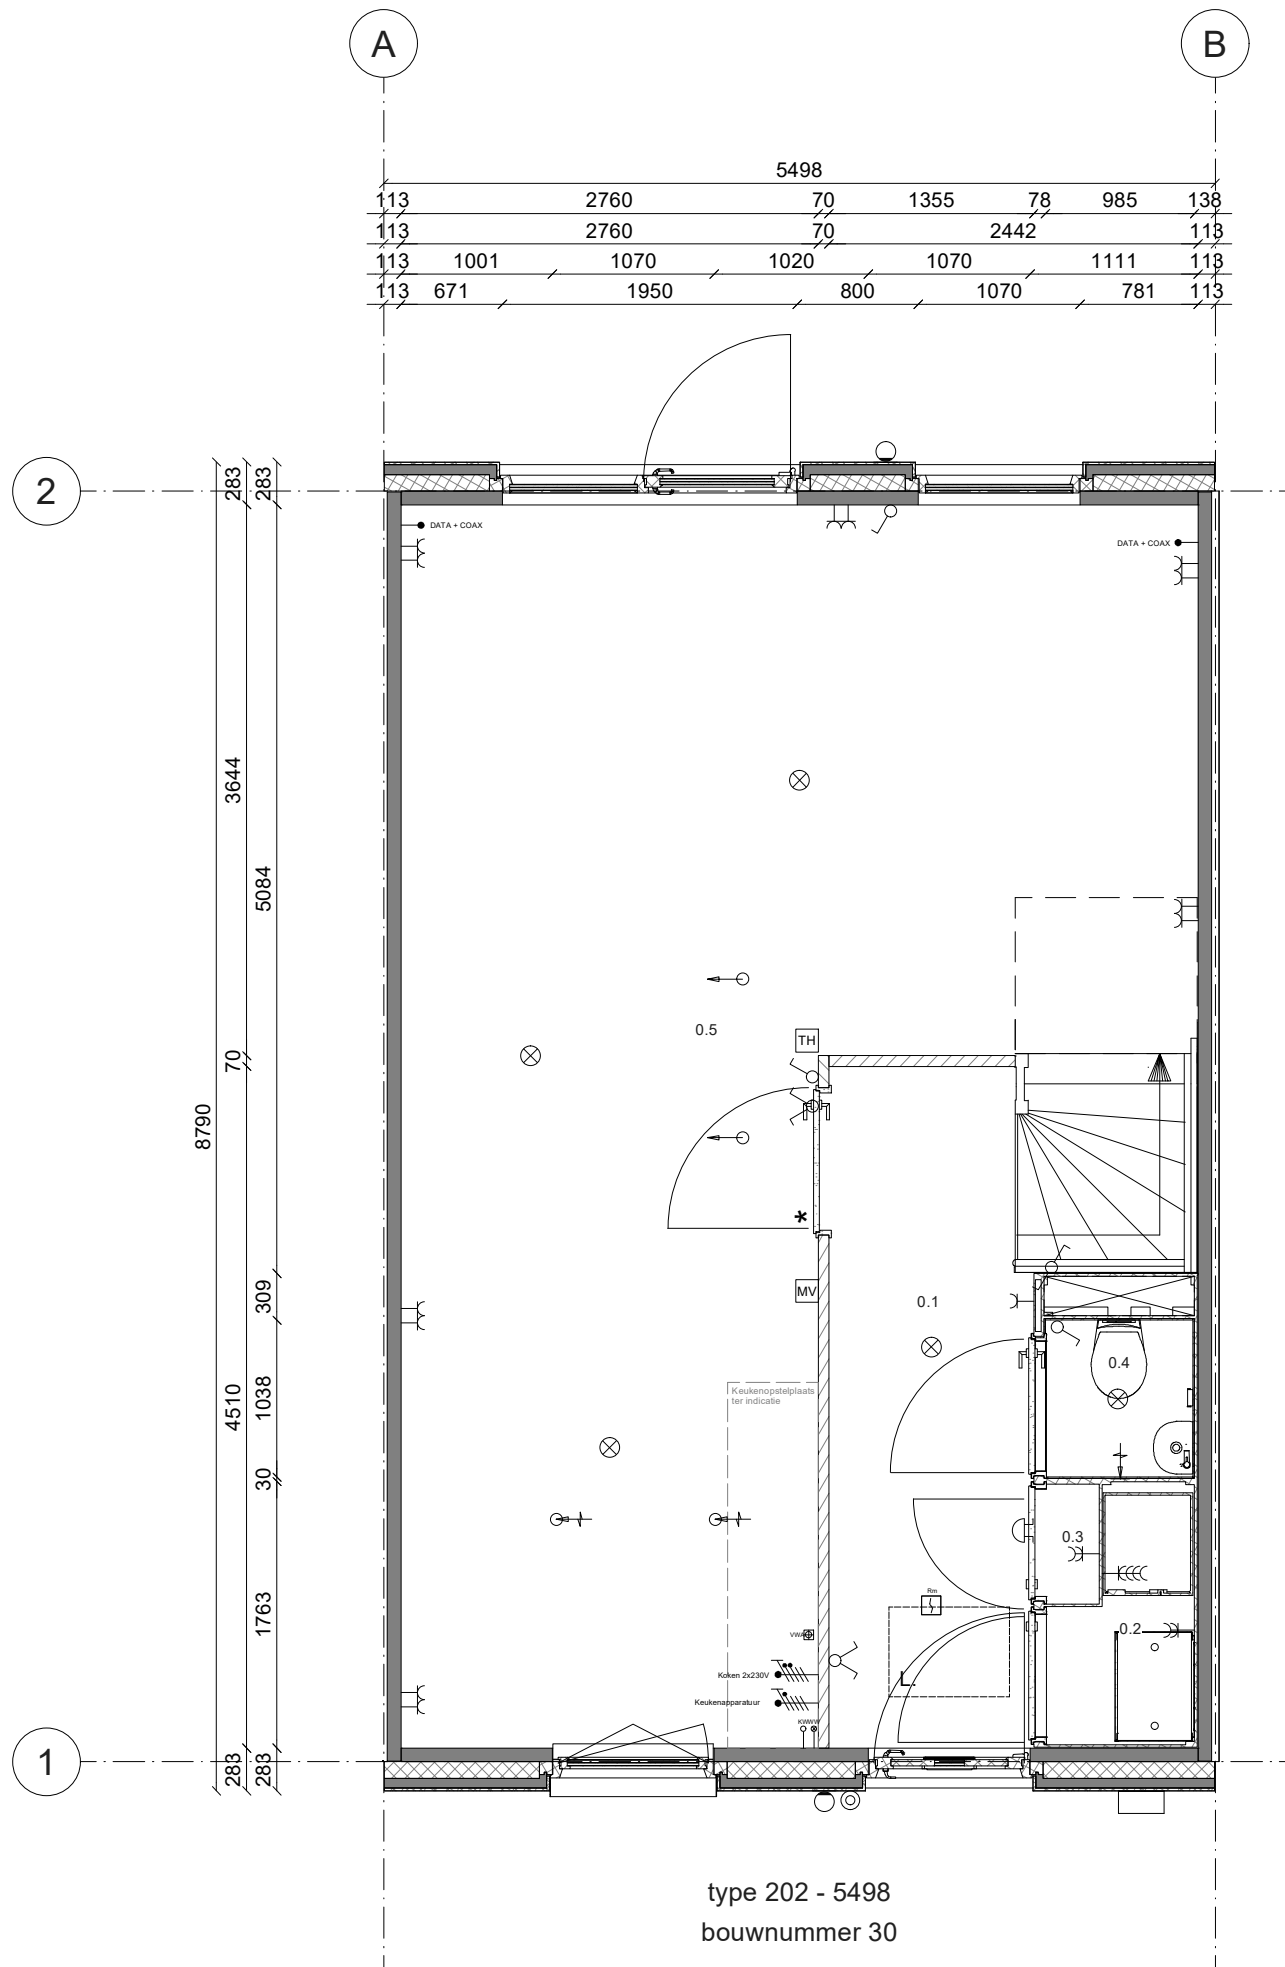 A
B
5498
113 2760 70 1355 78 985 138
113 2760 70 2442 113
113 1001 1070 1020 1070 1111 113
113 671 1950 800 1070 781 113
2
283
283
DATA + COAX
DATA + COAX
3644
5084
0.5
TH
70
8790
309
MV
0.1
0.4
1038
4510
Keukenopstelplaats
ter indicatie
30
0.3
Rm
1763
0.2
VWA
Koken 2x230V
L.
Keukenapparatuur
KW WW
*
1
283
283
type 202 - 5498
bouwnummer 30